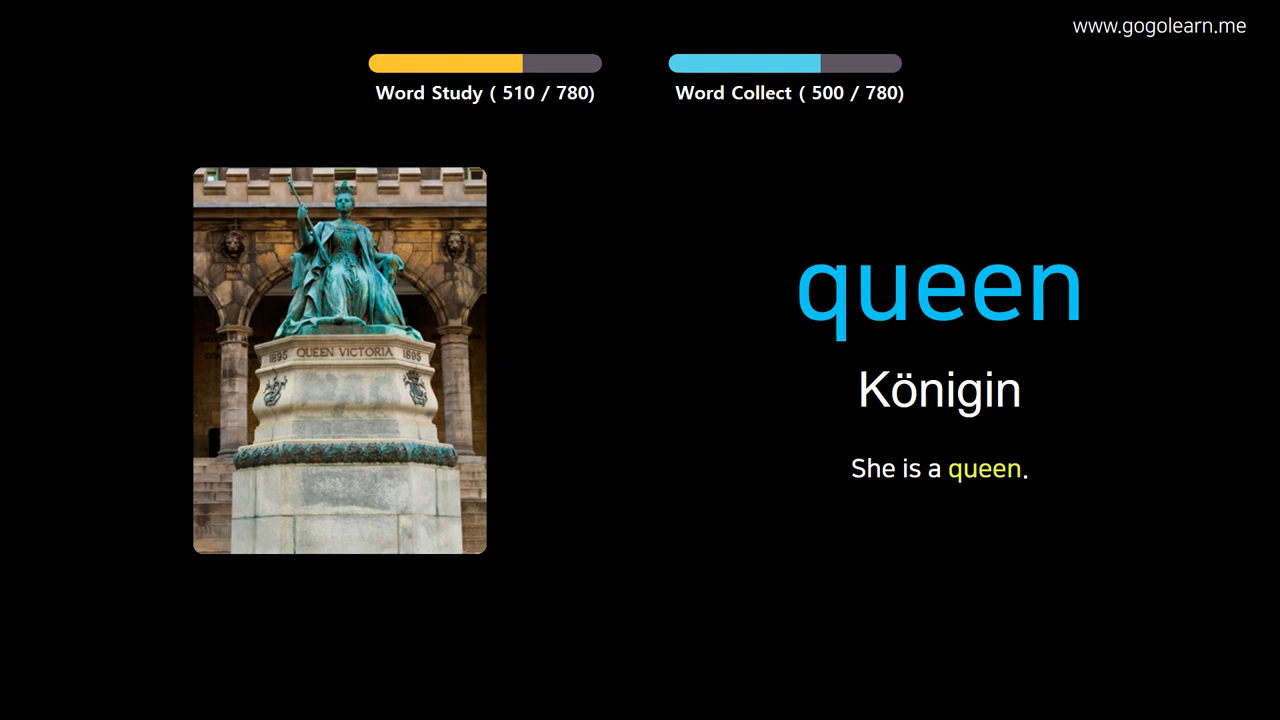 www.gogolearn.me
Word Study ( 510 / 780)
Word Collect ( 500 / 780)
1895 QUEEN VICTORIA 1895
queen
Königin
She is a queen.